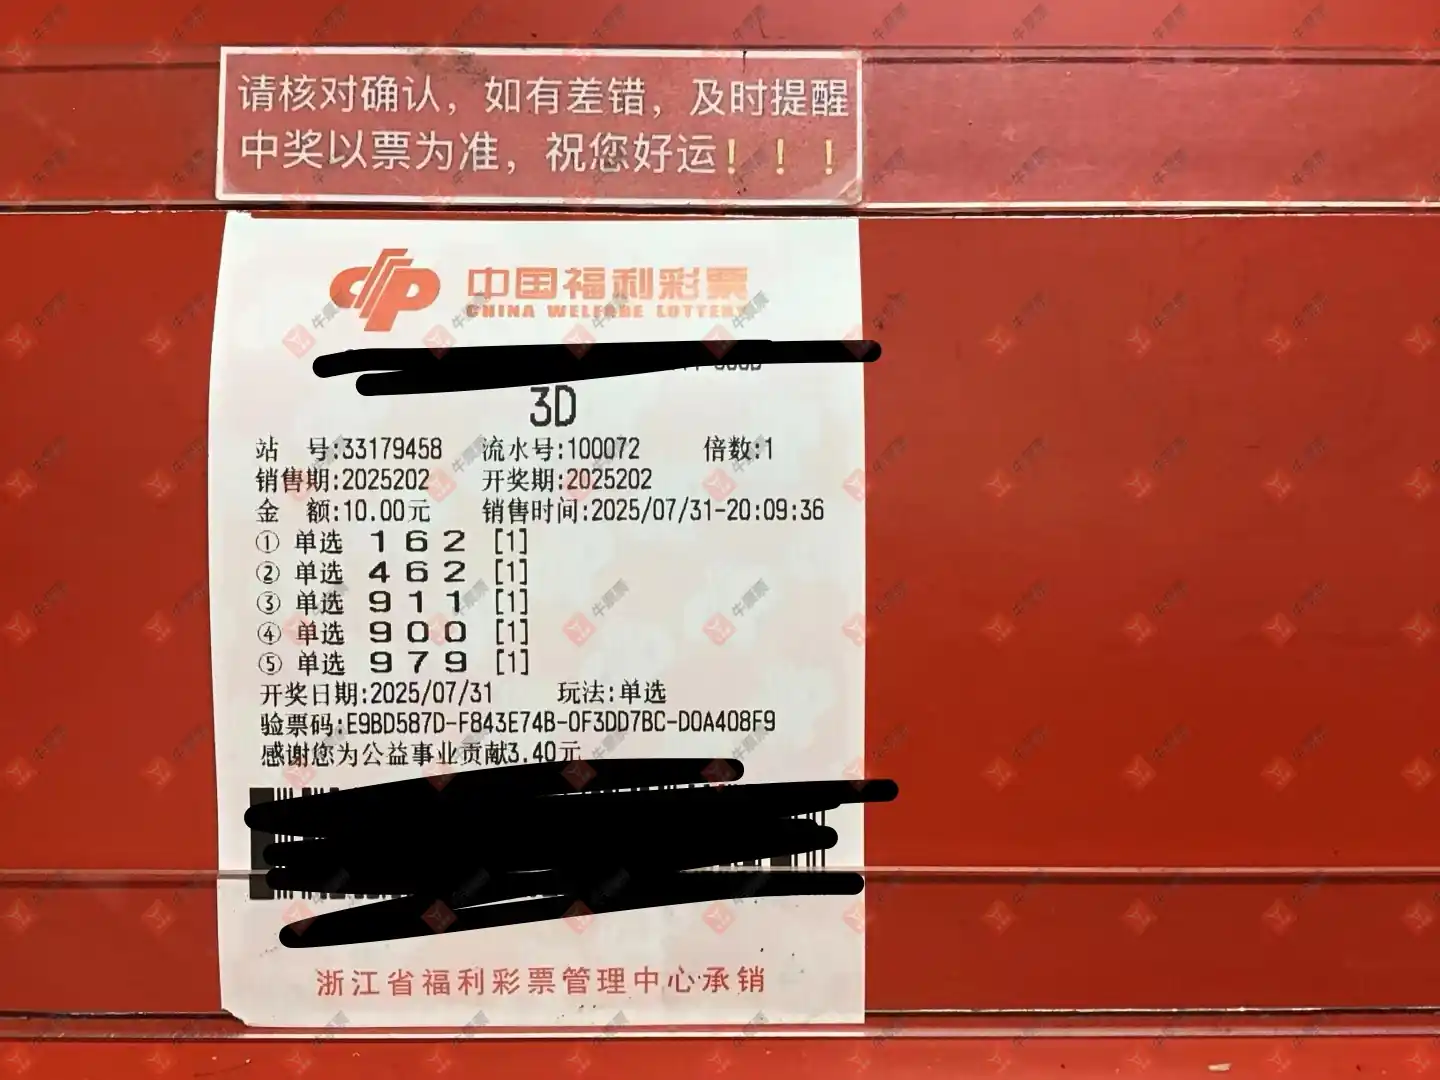 请核对确认，如有差错，及时提醒
中奖以票为准，祝您好运！！！
中国福利彩票
CHINA WELFARE LOTTERY
3D
站 号:33179458 流水号:100072 倍数:1
销售期:2025202 开奖期:2025202
金 额:10.00元 销售时间:2025/07/31-20:09:36
① 单选 1 6 2 [1]
② 单选 4 6 2 [1]
③ 单选 9 1 1 [1]
④ 单选 9 0 0 [1]
⑤ 单选 9 7 9 [1]
开奖日期:2025/07/31 玩法:单选
验票码:E9BD587D-F843E74B-0F3DD7BC-D0A408F9
感谢您为公益事业贡献3.40元
浙江省福利彩票管理中心承销
牛票票